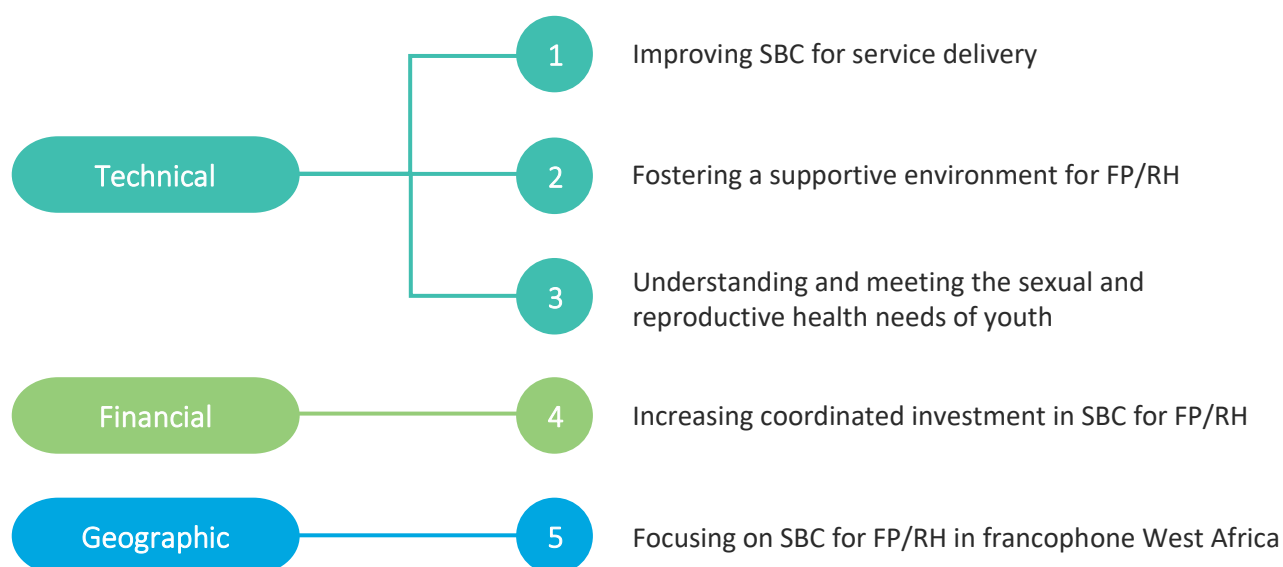 1 Improving SBC for service delivery
Technical 2 Fostering a supportive environment for FP/RH
3 Understanding and meeting the sexual and
reproductive health needs of youth
Financial 4 Increasing coordinated investment in SBC for FP/RH
Geographic 5 Focusing on SBC for FP/RH in francophone West Africa